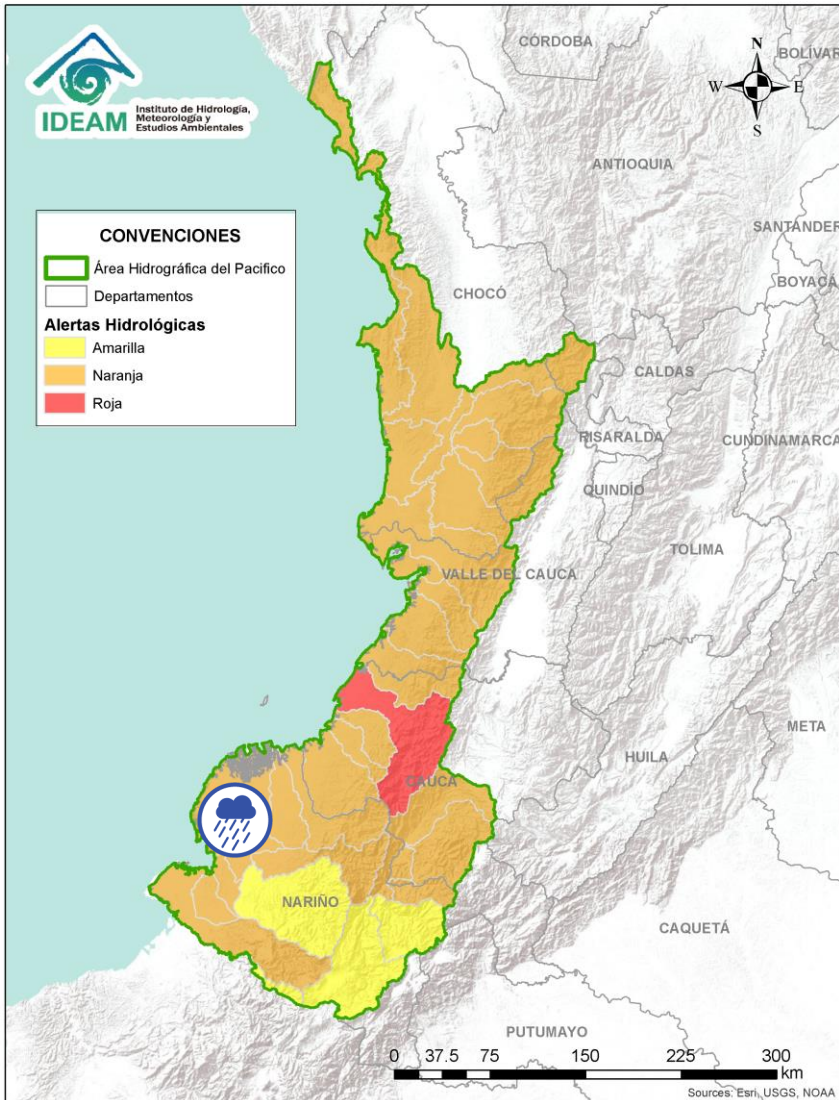 IDEAM
Instituto de Hidrología,
Meteorología y
Estudios Ambientales
N
W
E
S
CÓRDOBA
BOLÍVAR
ANTIOQUIA
SANTANDER
BOYACÁ
CHOCÓ
CALDAS
RISARALDA
CUNDINAMARCA
QUINDÍO
TOLIMA
VALLE DEL CAUCA
META
HUILA
CAUCA
NARIÑO
CAQUETÁ
PUTUMAYO
CONVENCIONES
Área Hidrográfica del Pacifico
Departamentos
Alertas Hidrológicas
Amarilla
Naranja
Roja
0 37.5 75 150 225 300
km
Sources: Esri, USGS, NOAA